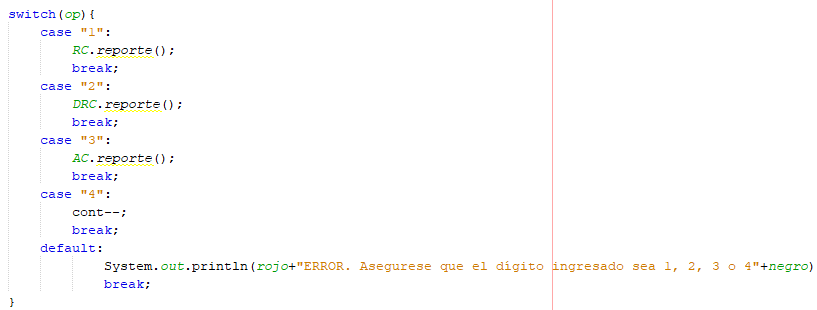 switch(op){
case "1":
RC.reporte();
break;
case "2":
DRC.reporte();
break;
case "3":
AC.reporte();
break;
case "4":
cont--;
break;
default:
System.out.println(rojo+"ERROR. Asegurese que el dígito ingresado sea 1, 2, 3 o 4"+negro)
break;
}